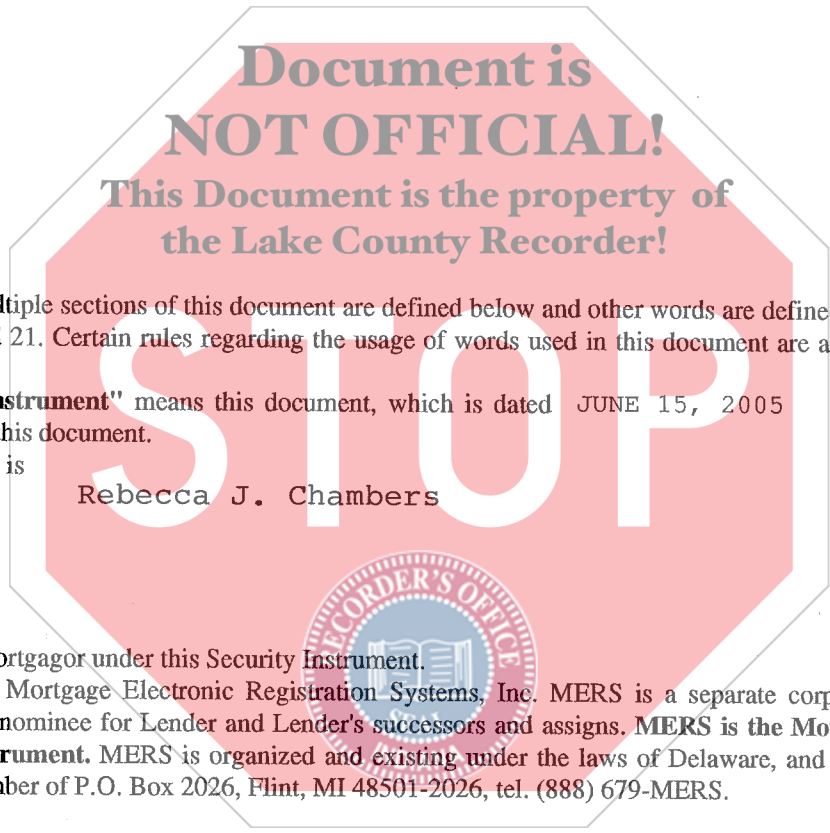 Document is
NOT OFFICIAL!
This Document is the property of
the Lake County Recorder!
ltiple sections of this document are defined below and other words are define
21. Certain rules regarding the usage of words used in this document are a
nstrument" means this document, which is dated JUNE 15, 2005
his document.
is
Rebecca J. Chambers
STOP
RECORDER'S OFFICE
ortgagor under this Security Instrument.
Mortgage Electronic Registration Systems, Inc. MERS is a separate corp
nominee for Lender and Lender's successors and assigns. MERS is the Mo
rument. MERS is organized and existing under the laws of Delaware, and
ber of P.O. Box 2026, Flint, MI 48501-2026, tel. (888) 679-MERS.